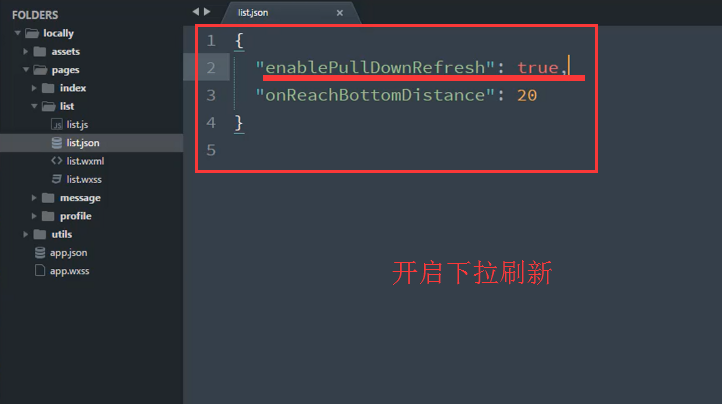 FOLDERS
locally
assets
pages
index
list
list.js
list.json
list.wxml
list.wxss
message
profile
utils
app.json
app.wxss
list.json
1 {
2 "enablePullDownRefresh": true,
3 "onReachBottomDistance": 20
4 }
5
开启下拉刷新